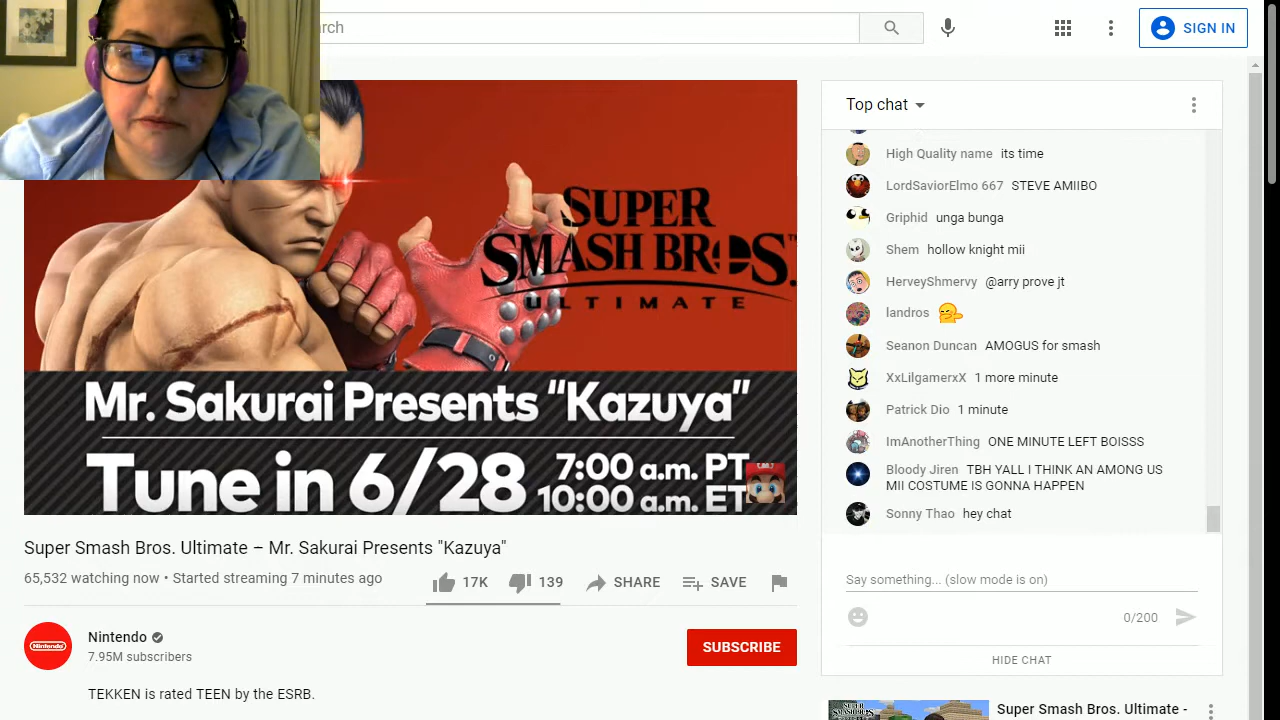 rch
SIGN IN
SUPER
SMASH BROS.
ULTIMATE
Mr. Sakurai Presents "Kazuya"
Tune in 6/28
7:00 a.m. PT
10:00 a.m. ET
Super Smash Bros. Ultimate – Mr. Sakurai Presents "Kazuya"
65,532 watching now • Started streaming 7 minutes ago
17K
139
SHARE
SAVE
Nintendo
Nintendo
7.95M subscribers
SUBSCRIBE
TEKKEN is rated TEEN by the ESRB.
Top chat
High Quality name its time
LordSaviorElmo 667 STEVE AMIIBO
Griphid unga bunga
Shem hollow knight mii
HerveyShmervy @arry prove jt
landros
Seanon Duncan AMOGUS for smash
XxLilgamerxX 1 more minute
Patrick Dio 1 minute
ImAnotherThing ONE MINUTE LEFT BOISSS
Bloody Jiren TBH YALL I THINK AN AMONG US
MII COSTUME IS GONNA HAPPEN
Sonny Thao hey chat
Say something... (slow mode is on)
0/200
HIDE CHAT
Super Smash Bros. Ultimate -